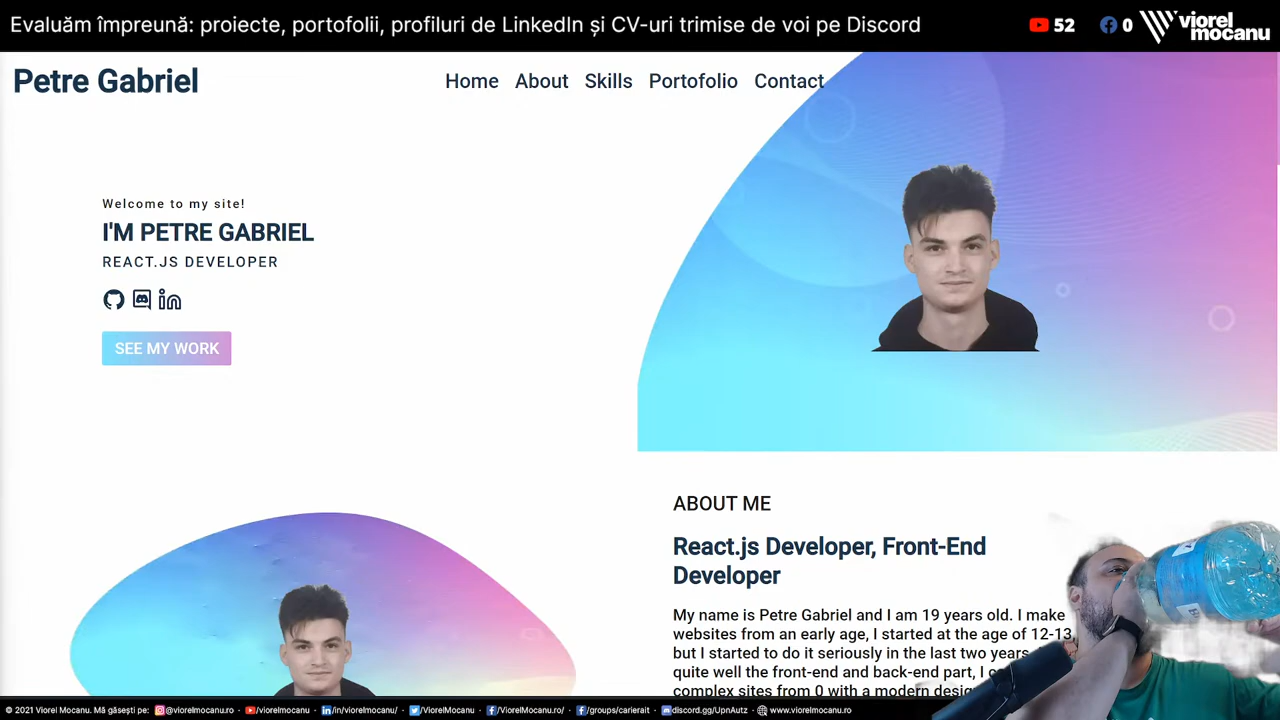 Evaluăm împreună: proiecte, portofolii, profiluri de LinkedIn și CV-uri trimise de voi pe Discord
52
0
viorel
mocanu
Petre Gabriel
Home About Skills Portofolio Contact
Welcome to my site!
I'M PETRE GABRIEL
REACT.JS DEVELOPER
SEE MY WORK
ABOUT ME
React.js Developer, Front-End
Developer
My name is Petre Gabriel and I am 19 years old. I make
websites from an early age, I started at the age of 12-13,
but I started to do it seriously in the last two years.
quite well the front-end and back-end part, I
complex sites from 0 with a modern
© 2021 Viorel Mocanu. Mă găsești pe: @viorelmocanu.ro · /viorelmocanu · /in/viorelmocanu/ · /ViorelMocanu · /ViorelMocanu.ro/ · /groups/carierait · discord.gg/UpnAutz · www.viorelmocanu.ro